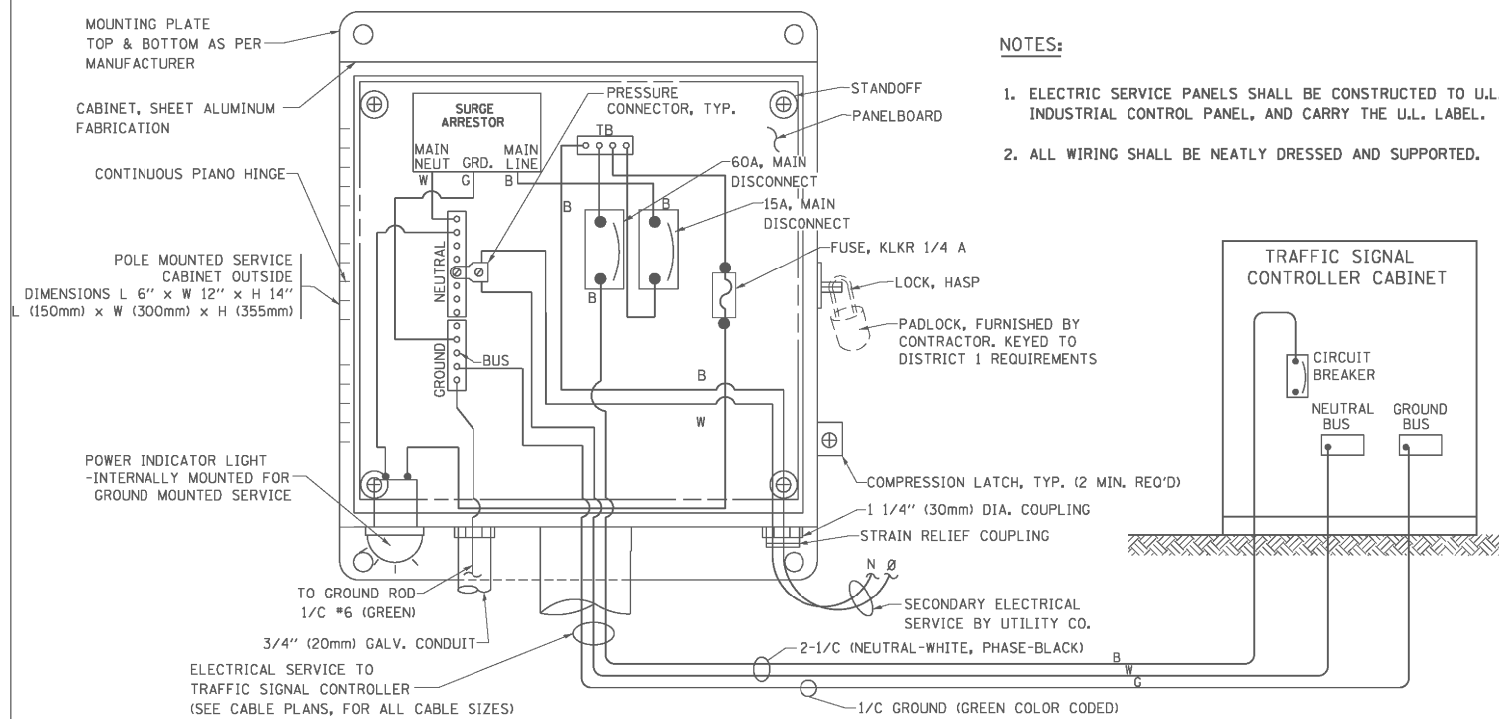 MOUNTING PLATE
TOP & BOTTOM AS PER
MANUFACTURER
CABINET, SHEET ALUMINUM
FABRICATION
CONTINUOUS PIANO HINGE
POLE MOUNTED SERVICE
CABINET OUTSIDE
DIMENSIONS L 6" x W 12" x H 14"
L (150mm) x W (300mm) x H (355mm)
POWER INDICATOR LIGHT
-INTERNALLY MOUNTED FOR
GROUND MOUNTED SERVICE
SURGE
ARRESTOR
MAIN
NEUT
GRD.
MAIN
LINE
W
G
B
PRESSURE
CONNECTOR, TYP.
TB
60A, MAIN
DISCONNECT
15A, MAIN
DISCONNECT
B
B
B
NEUTRAL
GROUND
BUS
B
W
STANDOFF
PANELBOARD
FUSE, KLKR 1/4 A
LOCK, HASP
PADLOCK, FURNISHED BY
CONTRACTOR. KEYED TO
DISTRICT 1 REQUIREMENTS
COMPRESSION LATCH, TYP. (2 MIN. REQ'D)
1 1/4" (30mm) DIA. COUPLING
STRAIN RELIEF COUPLING
N Ø
SECONDARY ELECTRICAL
SERVICE BY UTILITY CO.
TO GROUND ROD
1/C #6 (GREEN)
3/4" (20mm) GALV. CONDUIT
ELECTRICAL SERVICE TO
TRAFFIC SIGNAL CONTROLLER
(SEE CABLE PLANS, FOR ALL CABLE SIZES)
2-1/C (NEUTRAL-WHITE, PHASE-BLACK)
B
W
G
1/C GROUND (GREEN COLOR CODED)
NOTES:
1. ELECTRIC SERVICE PANELS SHALL BE CONSTRUCTED TO U.L.
INDUSTRIAL CONTROL PANEL, AND CARRY THE U.L. LABEL.
2. ALL WIRING SHALL BE NEATLY DRESSED AND SUPPORTED.
TRAFFIC SIGNAL
CONTROLLER CABINET
CIRCUIT
BREAKER
NEUTRAL
BUS
GROUND
BUS